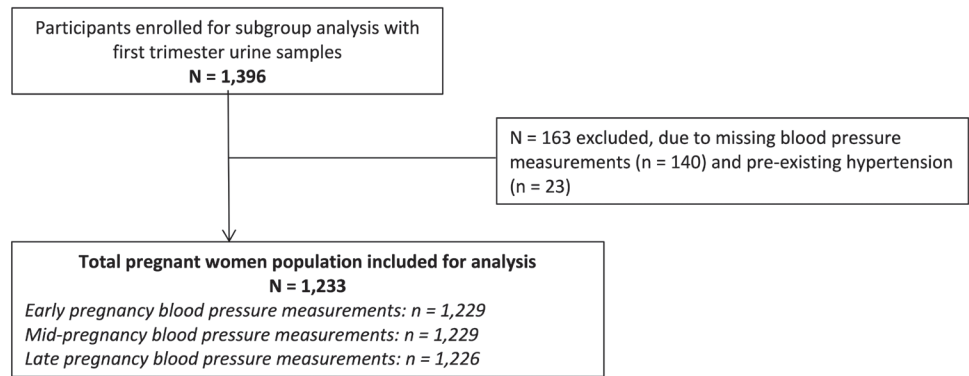 Participants enrolled for subgroup analysis with
first trimester urine samples
N = 1,396
N = 163 excluded, due to missing blood pressure
measurements (n = 140) and pre-existing hypertension
(n = 23)
Total pregnant women population included for analysis
N = 1,233
Early pregnancy blood pressure measurements: n = 1,229
Mid-pregnancy blood pressure measurements: n = 1,229
Late pregnancy blood pressure measurements: n = 1,226